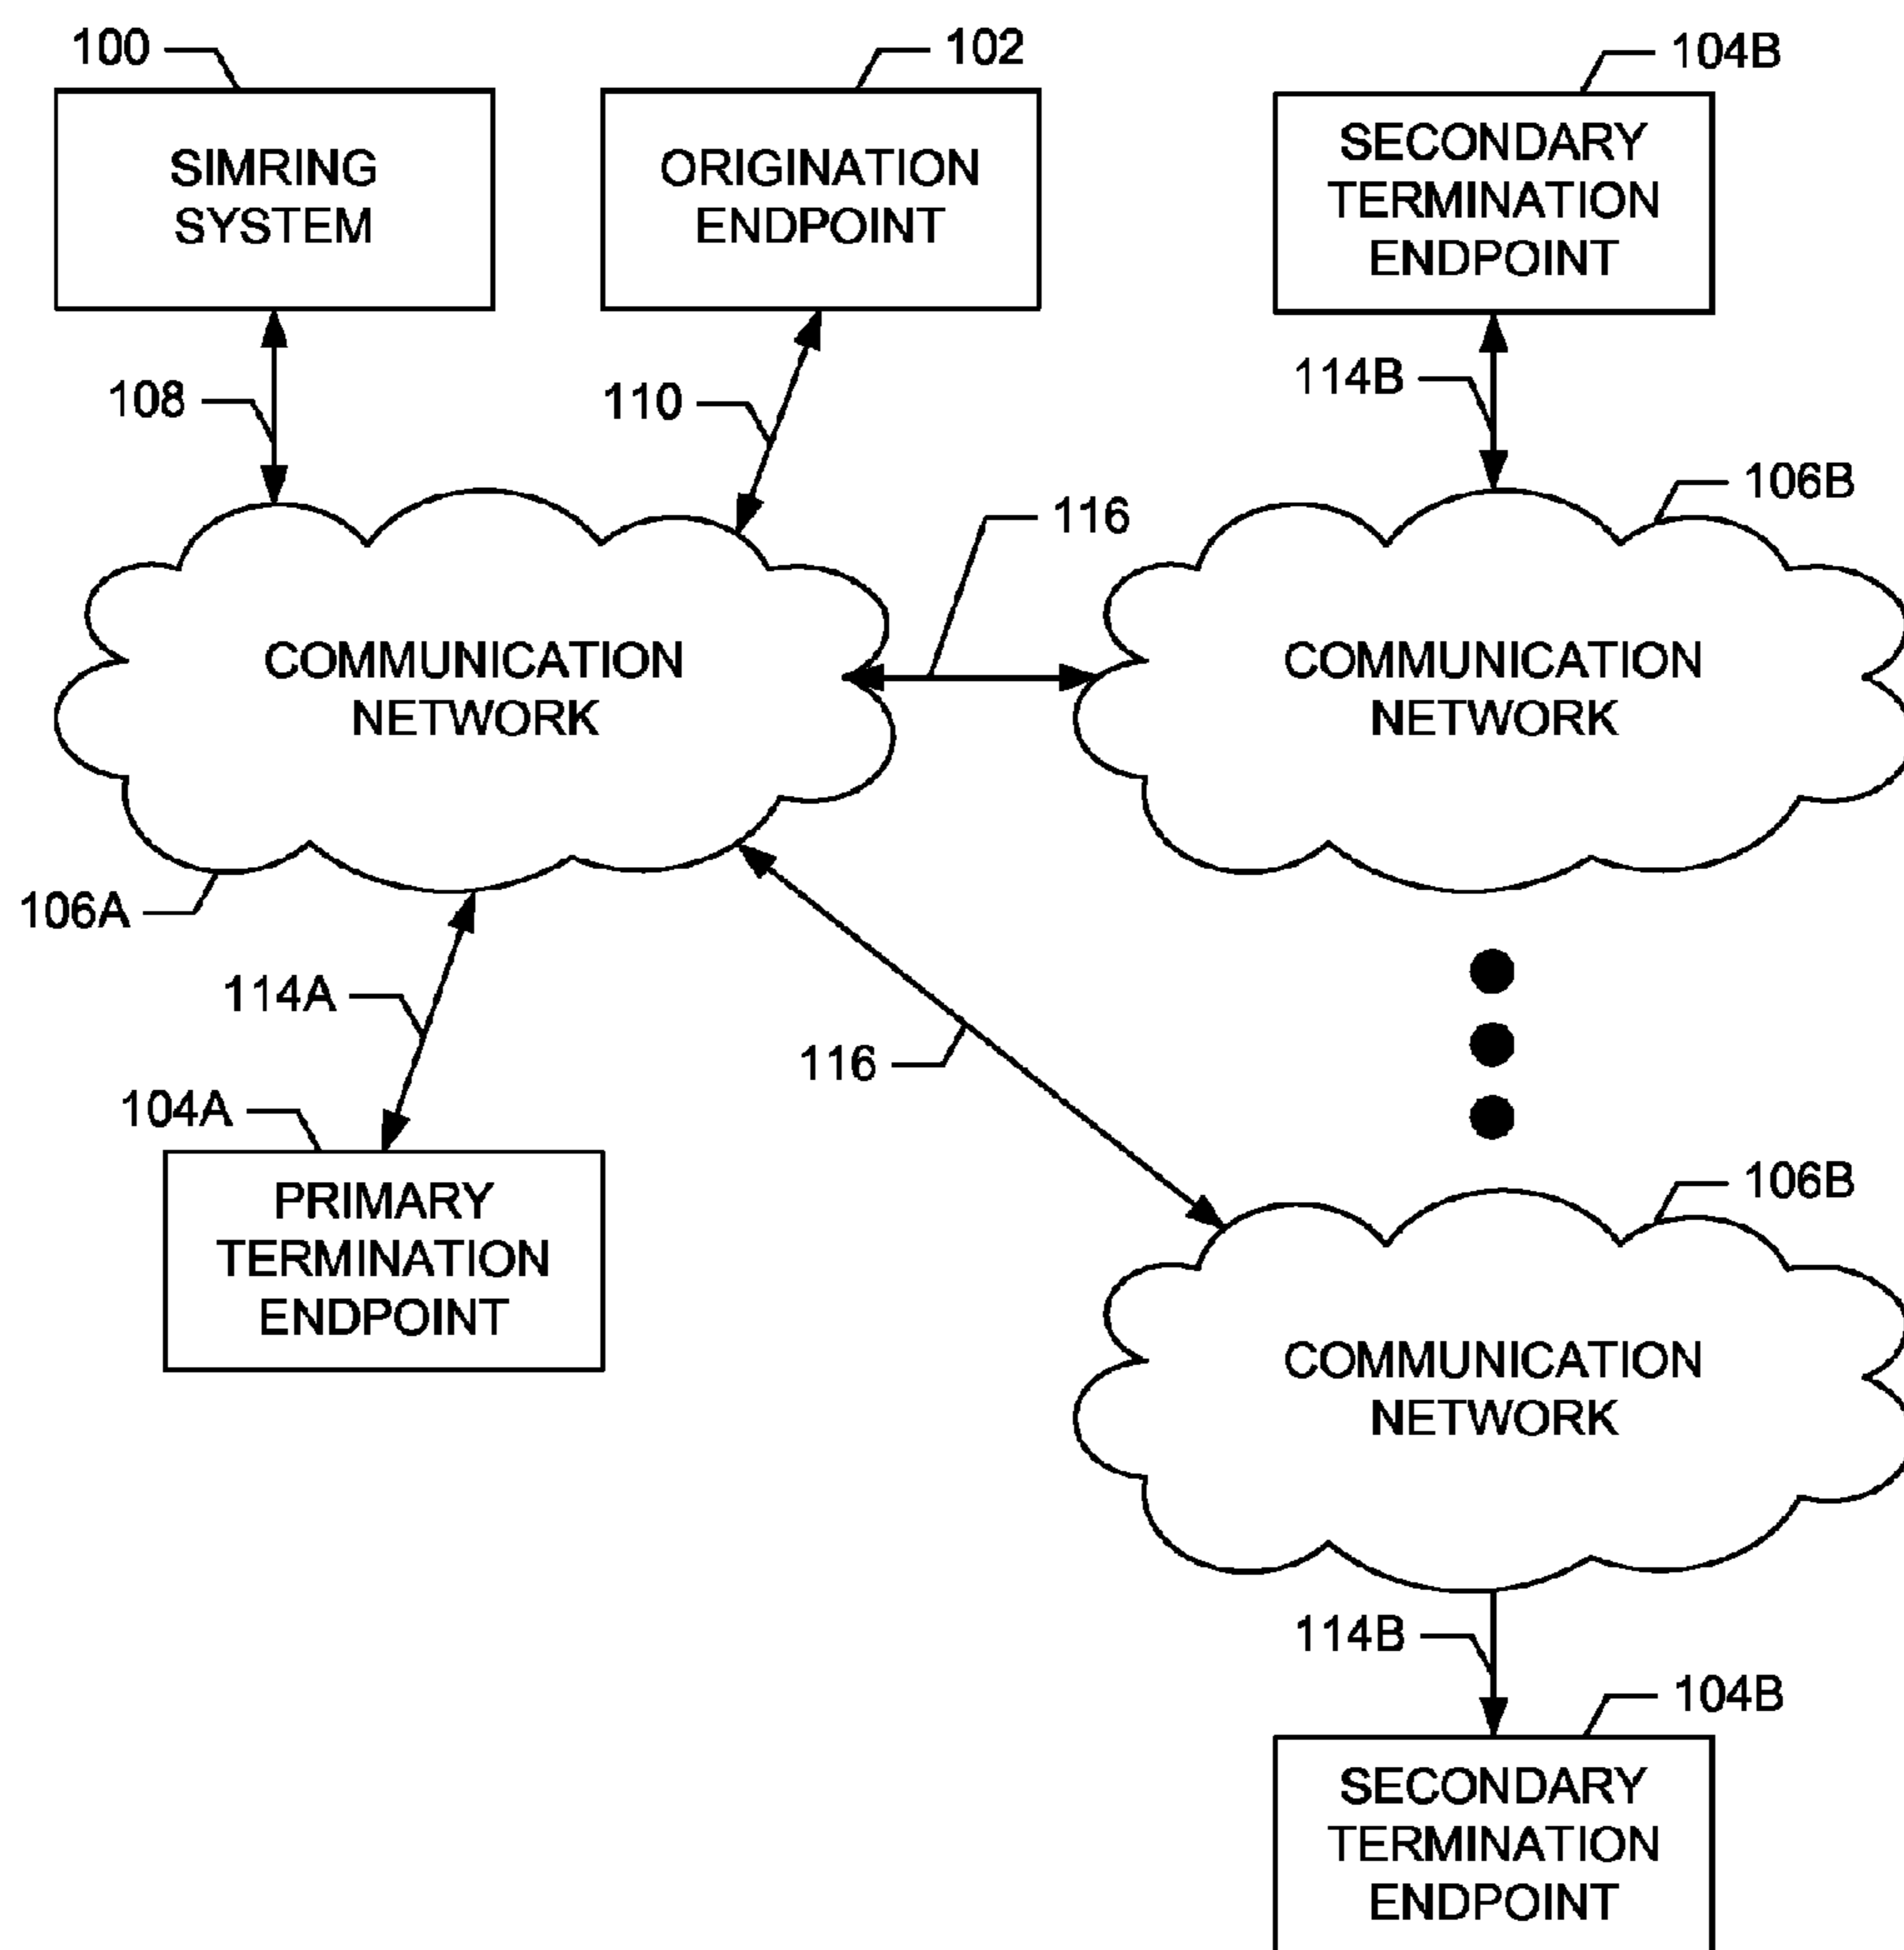 100
102
104B
SIMRING
SYSTEM
ORIGINATION
ENDPOINT
SECONDARY
TERMINATION
ENDPOINT
108
110
114B
106B
116
COMMUNICATION
NETWORK
COMMUNICATION
NETWORK
106A
114A
116
104A
PRIMARY
TERMINATION
ENDPOINT
106B
COMMUNICATION
NETWORK
114B
104B
SECONDARY
TERMINATION
ENDPOINT